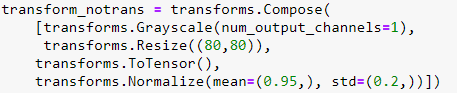 transform_notrans = transforms.Compose(
    [transforms.Grayscale(num_output_channels=1),
     transforms.Resize((80,80)),
    transforms.ToTensor(),
    transforms.Normalize(mean=(0.95,), std=(0.2,))])